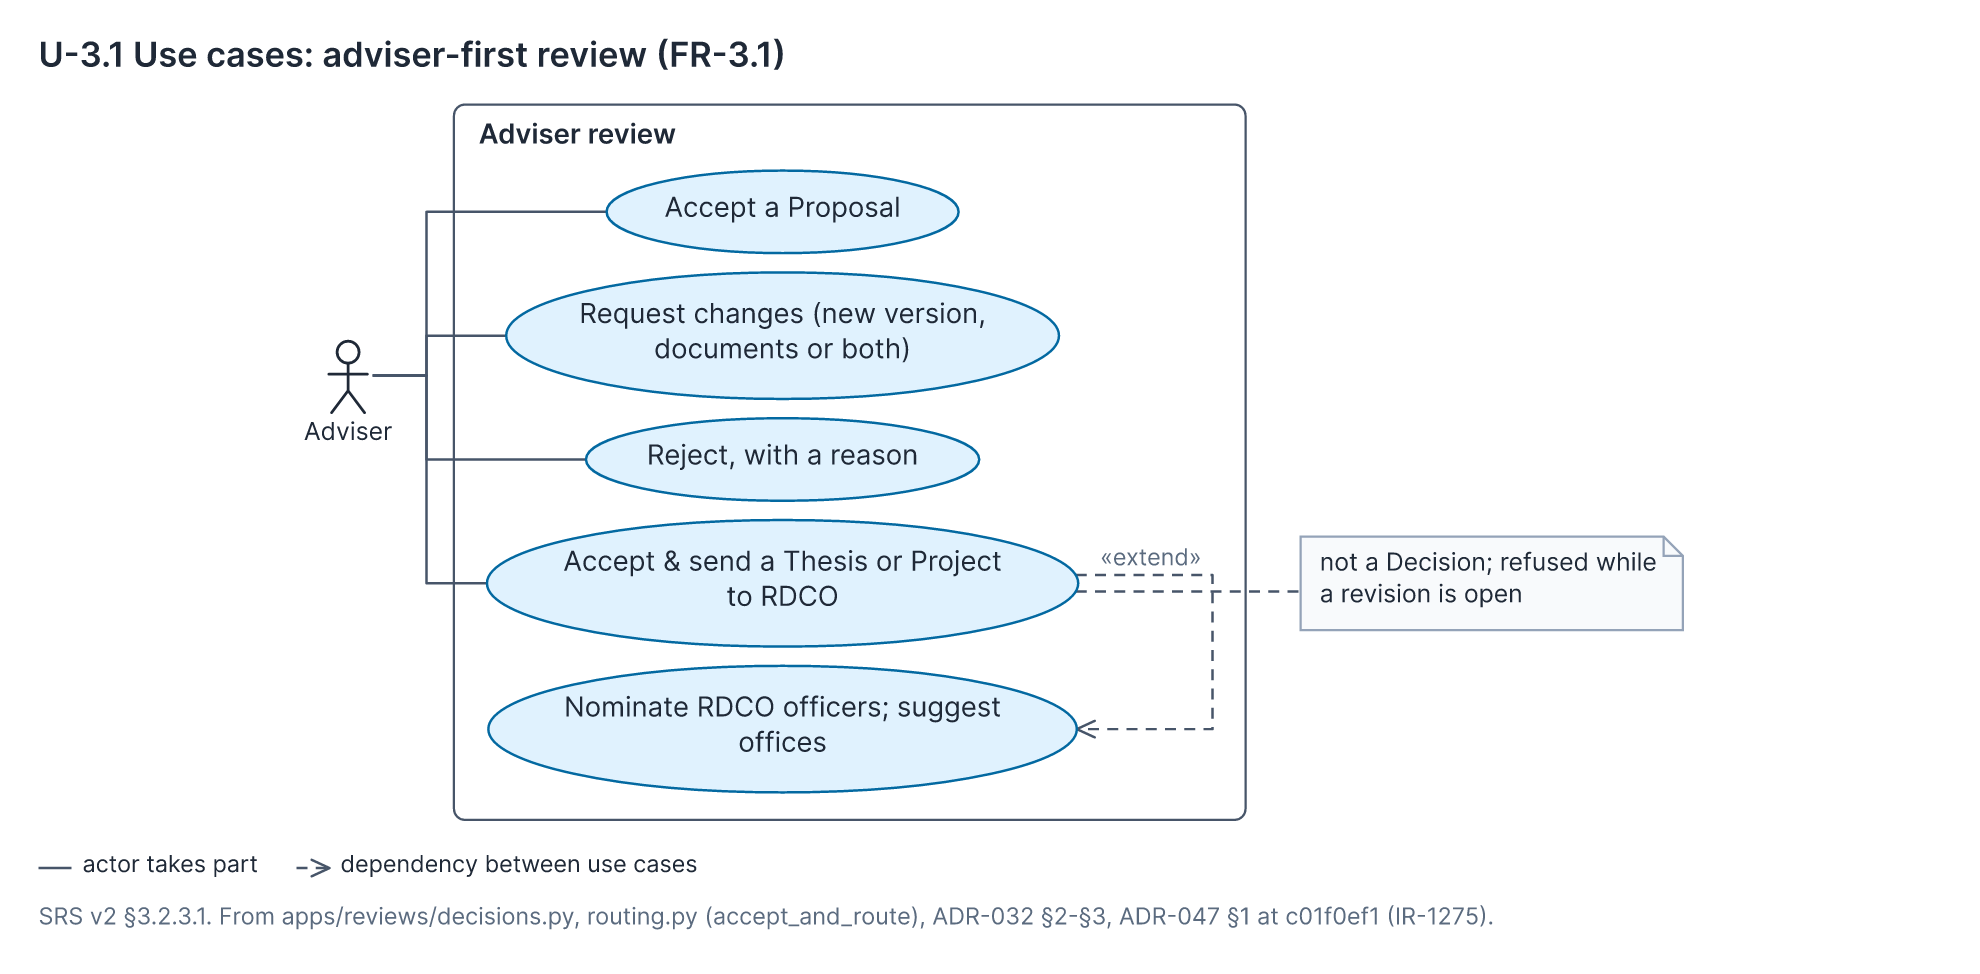 U-3.1 Use cases: adviser-first review (FR-3.1)
Adviser review
Accept a Proposal
Request changes (new version,
documents or both)
Adviser
Reject, with a reason
Accept & send a Thesis or Project
to RDCO
«extend»
not a Decision; refused while
a revision is open
Nominate RDCO officers; suggest
offices
actor takes part
dependency between use cases
SRS v2 §3.2.3.1. From apps/reviews/decisions.py, routing.py (accept_and_route), ADR-032 §2-§3, ADR-047 §1 at c01f0ef1 (IR-1275).